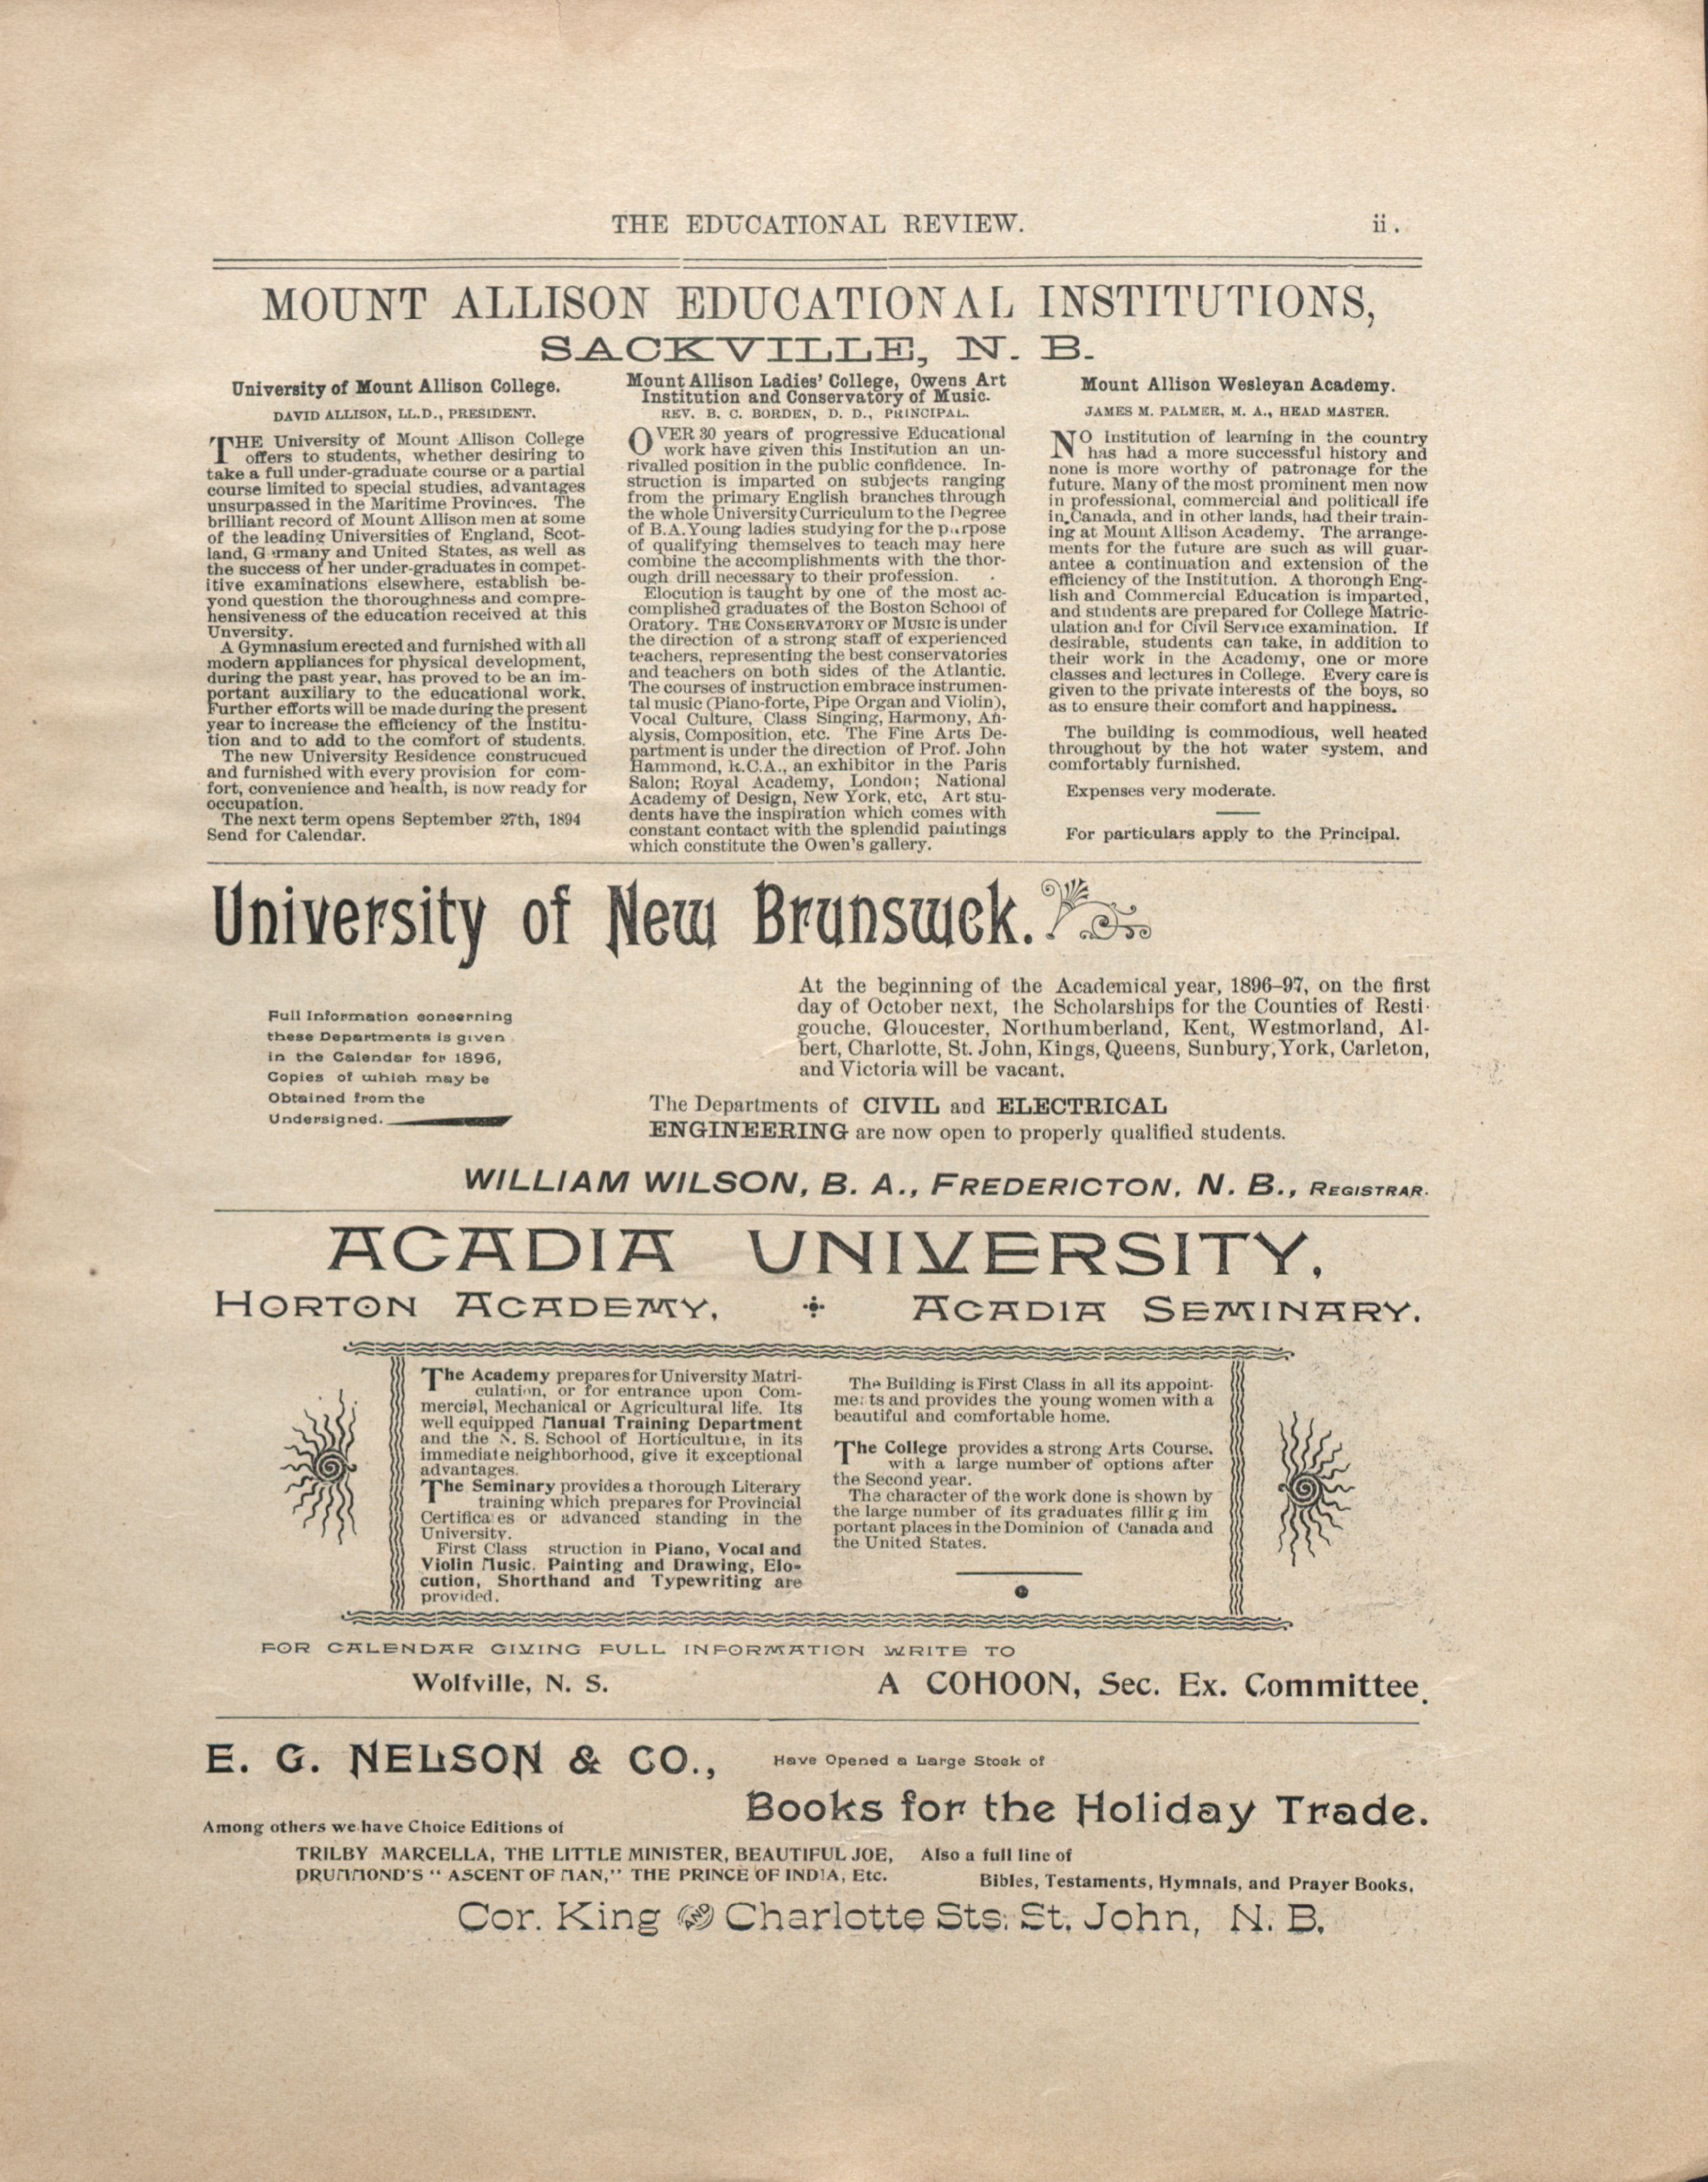 THE EDUCATIONAL REVIEW. ii.
MOUNT ALLISON EDUCATIONAL INSTITUTIONS,
SACKVILLE, N. B.
University of Mount Allison College.
DAVID ALLISON, LL.D., PRESIDENT.
THE University of Mount Allison College
offers to students, whether desiring to
take a full under-graduate course or a partial
course limited to special studies, advantages
unsurpassed in the Maritime Provinces. The
brilliant record of Mount Allison men at some
of the leading Universities of England, Scot-
land, G rmany and United States, as well as
the success of her under-graduates in compet-
itive examinations elsewhere, establish be-
yond question the thoroughness and compre-
hensiveness of the education received at this
Unversity.
A Gymnasium erected and furnished with all
modern appliances for physical development,
during the past year, has proved to be an im-
portant auxiliary to the educational work.
Further efforts will be made during the present
year to increase the efficiency of the Institu-
tion and to add to the comfort of students.
The new University Residence construcued
and furnished with every provision for com-
fort, convenience and health, is now ready for
occupation.
The next term opens September 27th, 1894
Send for Calendar.
Mount Allison Ladies' College, Owens Art
Institution and Conservatory of Music.
REV. B. C. BORDEN, D. D., PRINCIPAL.
OVER 30 years of progressive Educational
work have given this Institution an un-
rivalled position in the public confidence. In-
struction is imparted on subjects ranging
from the primary English branches through
the whole University Curriculum to the Degree
of B.A. Young ladies studying for the purpose
of qualifying themselves to teach may here
combine the accomplishments with the thor-
ough drill necessary to their profession.
Elocution is taught by one of the most ac-
complished graduates of the Boston School of
Oratory. THE CONSERVATORY OF MUSIC is under
the direction of a strong staff of experienced
teachers, representing the best conservatories
and teachers on both sides of the Atlantic.
The courses of instruction embrace instrumen-
tal music (Piano-forte, Pipe Organ and Violin),
Vocal Culture, Class Singing, Harmony, An-
alysis, Composition, etc. The Fine Arts De-
partment is under the direction of Prof. John
Hammond, R.C.A., an exhibitor in the Paris
Salon; Royal Academy, London; National
Academy of Design, New York, etc, Art stu-
dents have the inspiration which comes with
constant contact with the splendid paintings
which constitute the Owen's gallery.
Mount Allison Wesleyan Academy.
JAMES M. PALMER, M. A., HEAD MASTER.
NO Institution of learning in the country
has had a more successful history and
none is more worthy of patronage for the
future. Many of the most prominent men now
in professional, commercial and politicall ife
in Canada, and in other lands, had their train-
ing at Mount Allison Academy. The arrange-
ments for the future are such as will guar-
antee a continuation and extension of the
efficiency of the Institution. A thorongh Eng-
lish and Commercial Education is imparted,
and students are prepared for College Matric-
ulation and for Civil Service examination. If
desirable, students can take, in addition to
their work in the Academy, one or more
classes and lectures in College. Every care is
given to the private interests of the boys, so
as to ensure their comfort and happiness.
The building is commodious, well heated
throughout by the hot water system, and
comfortably furnished.
Expenses very moderate.
For particulars apply to the Principal.
University of New Brunswick.
At the beginning of the Academical year, 1896-97, on the first
day of October next, the Scholarships for the Counties of Resti-
gouche, Gloucester, Northumberland, Kent, Westmorland, Al-
bert, Charlotte, St. John, Kings, Queens, Sunbury, York, Carleton,
and Victoria will be vacant.
Full Information concerning
these Departments is given
in the Calendar for 1896,
Copies of which may be
Obtained from the
Undersigned.
The Departments of CIVIL and ELECTRICAL
ENGINEERING are now open to properly qualified students.
WILLIAM WILSON, B. A., FREDERICTON, N. B., REGISTRAR.
ACADIA UNIVERSITY.
HORTON ACADEMY. ACADIA SEMINARY.
The Academy prepares for University Matri-
culation, or for entrance upon Com-
mercial, Mechanical or Agricultural life. Its
well equipped Manual Training Department
and the N. S. School of Horticulture, in its
immediate neighborhood, give it exceptional
advantages.
The Seminary provides a thorough Literary
training which prepares for Provincial
Certifica es or advanced standing in the
University.
First Class struction in Piano, Vocal and
Violin Music, Painting and Drawing, Elo-
cution, Shorthand and Typewriting are
provided.
The Building is First Class in all its appoint-
me ts and provides the young women with a
beautiful and comfortable home.
The College provides a strong Arts Course.
with a large number of options after
the Second year.
The character of the work done is shown by
the large number of its graduates filling im
portant places in the Dominion of Canada and
the United States.
FOR CALENDAR GIVING FULL INFORMATION WRITE TO
Wolfville, N. S. A COHOON, Sec. Ex. Committee.
E. G. NELSON & CO., Have Opened a Large Stock of
Books for the Holiday Trade.
Among others we have Choice Editions of
TRILBY MARCELLA, THE LITTLE MINISTER, BEAUTIFUL JOE, Also a full line of
DRUMMOND'S "ASCENT OF MAN," THE PRINCE OF INDIA, Etc. Bibles, Testaments, Hymnals, and Prayer Books,
Cor. King AND Charlotte Sts. St. John, N. B.